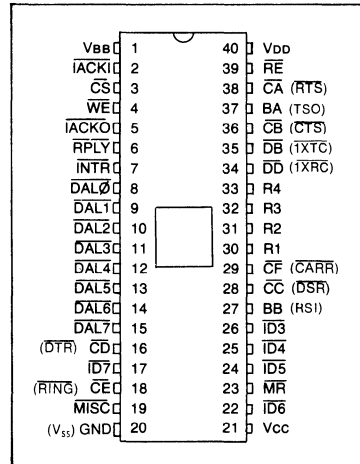 VBB 1 40 VDD
IACKI 2 39 RE
CS 3 38 CA (RTS)
WE 4 37 BA (TSO)
IACKO 5 36 CB (CTS)
RPLY 6 35 DB (1XTC)
INTR 7 34 DD (1XRC)
DALØ 8 33 R4
DAL1 9 32 R3
DAL2 10 31 R2
DAL3 11 30 R1
DAL4 12 29 CF (CARR)
DAL5 13 28 CC (DSR)
DAL6 14 27 BB (RSI)
DAL7 15 26 ID3
(DTR) CD 16 25 ID4
ID7 17 24 ID5
(RING) CE 18 23 MR
MISC 19 22 ID6
(Vss) GND 20 21 VCC